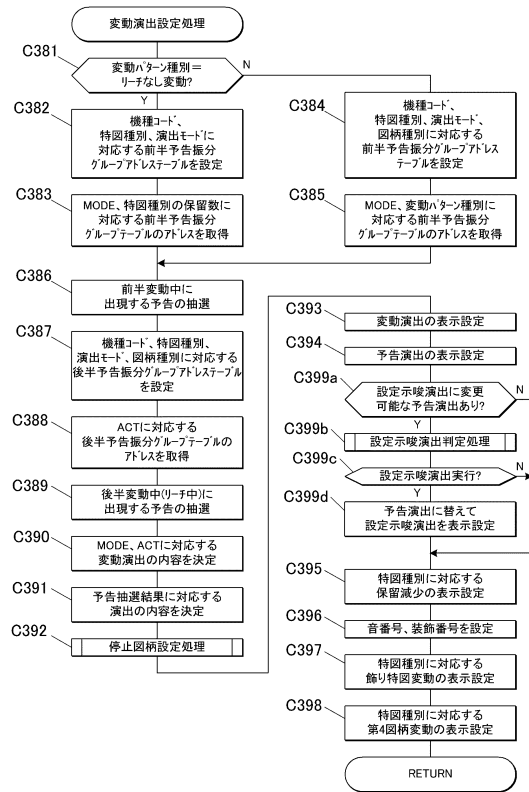 変動演出設定処理
C381
変動パターン種別＝
リーチなし変動?
N
Y
C382
機種コード、
特図種別、演出モードに
対応する前半予告振分
グループアドレステーブルを設定
C383
MODE、特図種別の保留数に
対応する前半予告振分
グループテーブルのアドレスを取得
C384
機種コード、
特図種別、演出モード、
図柄種別に対応する
前半予告振分グループアドレス
テーブルを設定
C385
MODE、変動パターン種別に
対応する前半予告振分
グループテーブルのアドレスを取得
C386
前半変動中に
出現する予告の抽選
C387
機種コード、特図種別、
演出モード、図柄種別に対応する
後半予告振分グループアドレステーブル
を設定
C388
ACTに対応する
後半予告振分グループテーブルの
アドレスを取得
C389
後半変動中(リーチ中)に
出現する予告の抽選
C390
MODE、ACTに対応する
変動演出の内容を決定
C391
予告抽選結果に対応する
演出の内容を決定
C392
停止図柄設定処理
C393
変動演出の表示設定
C394
予告演出の表示設定
C399a
設定示唆演出に変更
可能な予告演出あり?
N
Y
C399b
設定示唆演出判定処理
C399c
設定示唆演出実行?
N
Y
C399d
予告演出に替えて
設定示唆演出を表示設定
C395
特図種別に対応する
保留減少の表示設定
C396
音番号、装飾番号を設定
C397
特図種別に対応する
飾り特図変動の表示設定
C398
特図種別に対応する
第4図柄変動の表示設定
RETURN